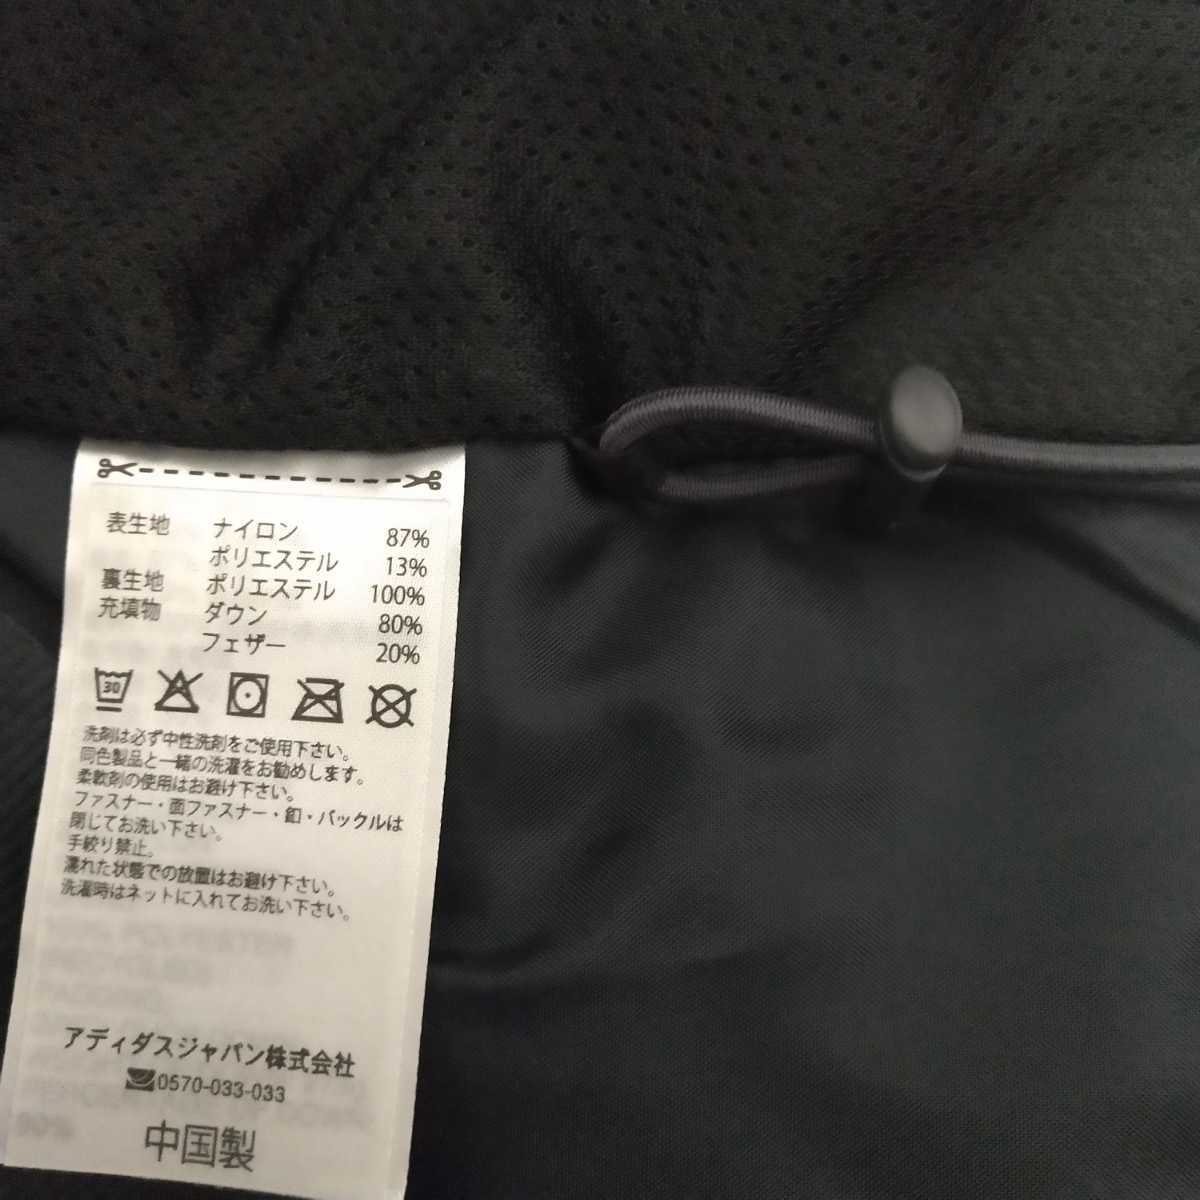 表生地 ナイロン 87%
ポリエステル 13%
裏生地 ポリエステル 100%
充填物 ダウン 80%
フェザー 20%
30
洗剤は必ず中性洗剤をご使用下さい。
同色製品と一緒の洗濯をお勧めします。
柔軟剤の使用はお避け下さい。
ファスナー・面ファスナー・釦・バックルは
閉じてお洗い下さい。
手絞り禁止。
濡れた状態での放置はお避け下さい。
洗濯時はネットに入れてお洗い下さい。
アディダスジャパン株式会社
0570-033-033
中国製